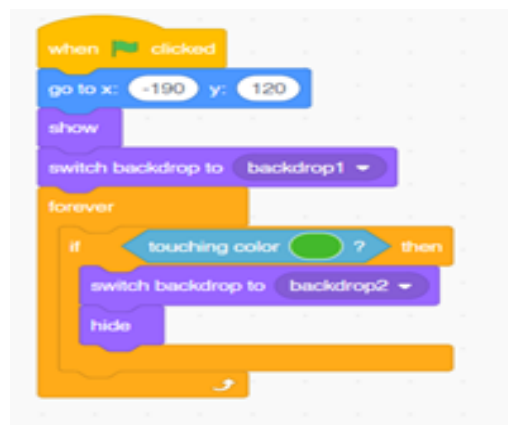 when clicked
go to x: -190 y: 120
show
switch backdrop to backdrop1
forever
if touching color ? then
switch backdrop to backdrop2
hide